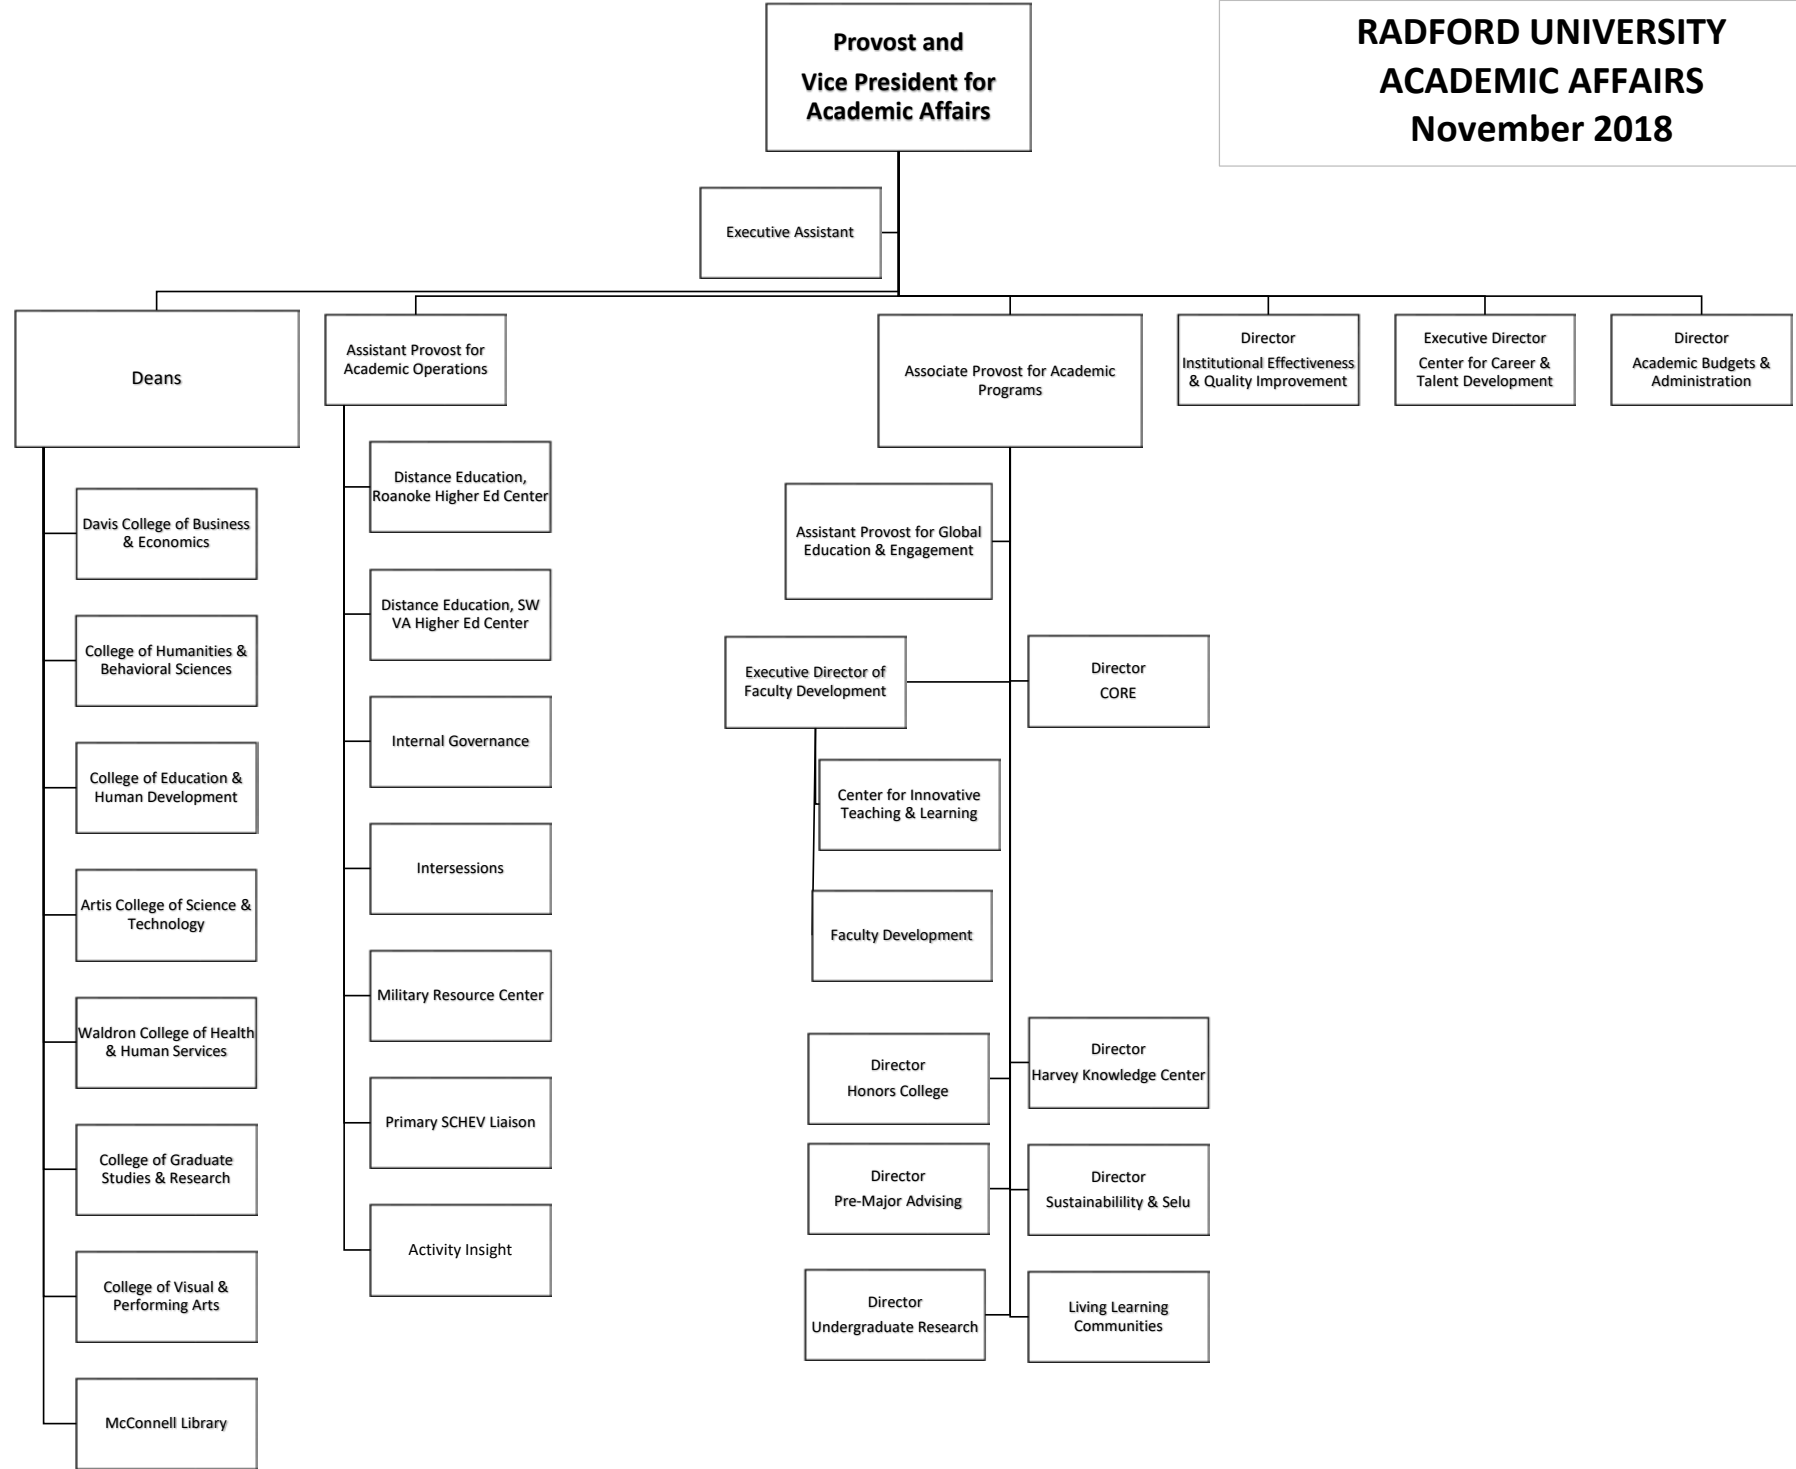 Provost and
Vice President for
Academic Affairs
RADFORD UNIVERSITY
ACADEMIC AFFAIRS
November 2018
Executive Assistant
Deans
Davis College of Business
& Economics
College of Humanities &
Behavioral Sciences
College of Education &
Human Development
Artis College of Science &
Technology
Waldron College of Health
& Human Services
College of Graduate
Studies & Research
College of Visual &
Performing Arts
McConnell Library
Assistant Provost for
Academic Operations
Distance Education,
Roanoke Higher Ed Center
Distance Education, SW
VA Higher Ed Center
Internal Governance
Intersessions
Military Resource Center
Primary SCHEV Liaison
Activity Insight
Associate Provost for Academic
Programs
Assistant Provost for Global
Education & Engagement
Executive Director of
Faculty Development
Center for Innovative
Teaching & Learning
Faculty Development
Director
CORE
Director
Honors College
Director
Harvey Knowledge Center
Director
Pre-Major Advising
Director
Sustainabilility & Selu
Director
Undergraduate Research
Living Learning
Communities
Director
Institutional Effectiveness
& Quality Improvement
Executive Director
Center for Career &
Talent Development
Director
Academic Budgets &
Administration